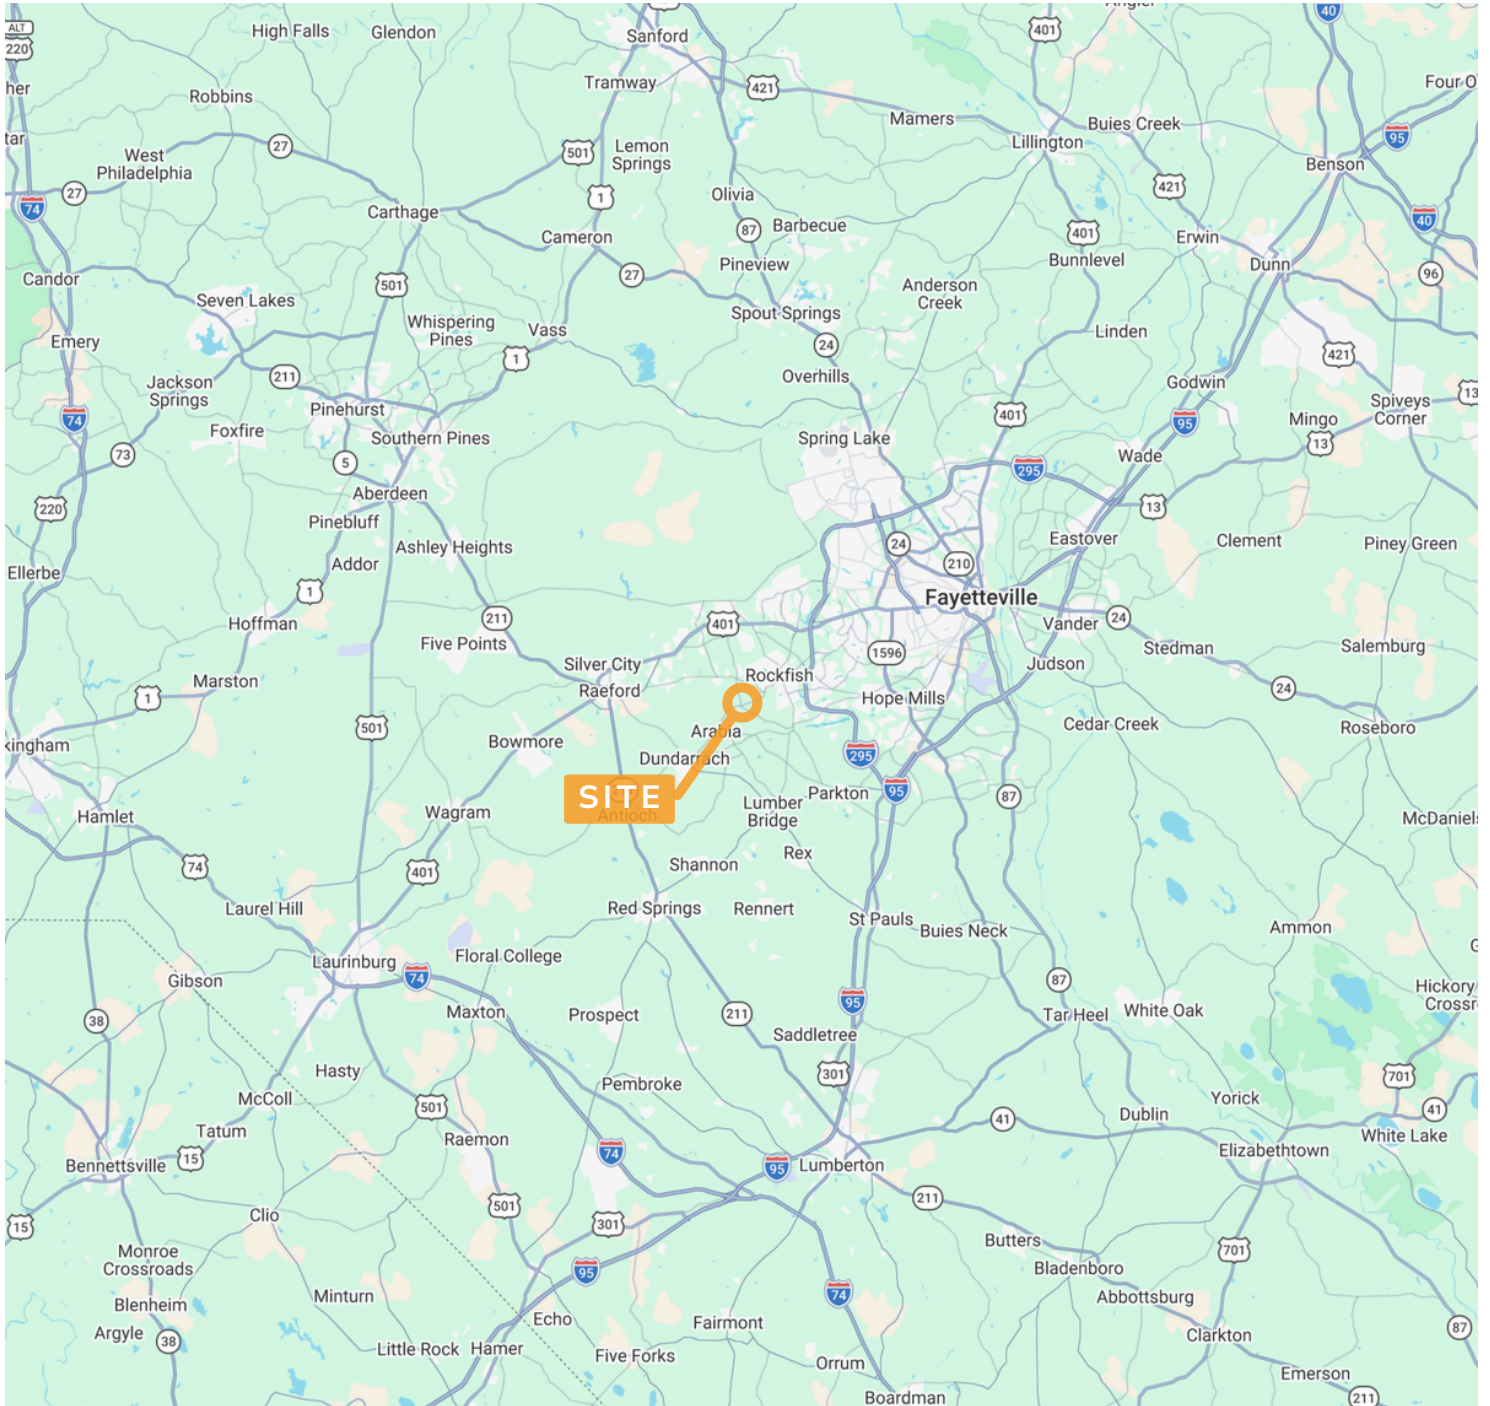 40
401
ALT
220
High Falls
Glendon
Sanford
her
Tramway
421
Four O
Robbins
Mamers
Buies Creek
95
tar
27
501
Lemon
Springs
Lillington
West
Philadelphia
Benson
27
74
1
Olivia
421
Carthage
87
Barbecue
401
40
Cameron
Erwin
Candor
27
Pineview
Bunnlevel
Dunn
96
501
Seven Lakes
Anderson
Creek
Whispering
Pines
Vass
Spout Springs
Linden
Emery
1
24
421
211
Overhills
Jackson
Springs
Godwin
13
Pinehurst
401
Spiveys
Corner
74
Foxfire
Southern Pines
Spring Lake
95
Mingo
13
73
5
295
Wade
Aberdeen
220
13
Pinebluff
Ashley Heights
24
Eastover
Clement
Piney Green
Addor
210
Ellerbe
1
Fayetteville
Hoffman
211
401
Vander
24
Five Points
1596
Stedman
Salemburg
Silver City
Rockfish
Judson
Marston
Raeford
Hope Mills
24
1
501
Arabia
Cedar Creek
Roseboro
kingham
Bowmore
Dundarrach
295
SITE
Parkton
95
87
Hamlet
Wagram
Antioch
Lumber
Bridge
McDaniels
74
401
Shannon
Rex
Laurel Hill
Red Springs
Rennert
St Pauls
Buies Neck
Ammon
Laurinburg
Floral College
Gibson
74
87
Hickory
Crossr
38
Maxton
Prospect
211
95
Tar Heel
White Oak
Saddletree
Hasty
301
701
McColl
Pembroke
Yorick
501
Dublin
41
Tatum
Raemon
41
White Lake
Bennettsville
15
74
95
Lumberton
Elizabethtown
501
211
15
Clio
301
Butters
701
Monroe
Crossroads
95
Bladenboro
Minturn
74
Abbottsburg
Blenheim
Echo
Fairmont
87
Argyle
38
Clarkton
Little Rock
Hamer
Five Forks
Orrum
Emerson
Boardman
211